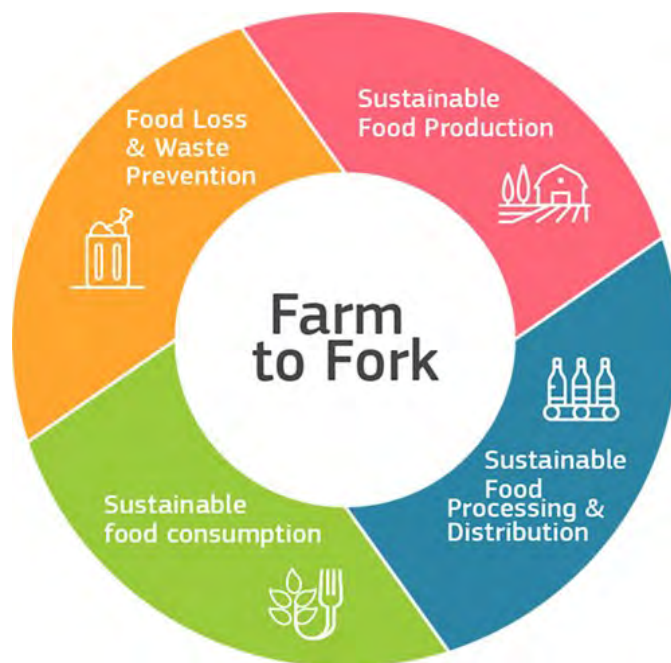 Food Loss
& Waste
Prevention
Sustainable
Food Production
Farm
to Fork
Sustainable
Food
Processing &
Distribution
Sustainable
food consumption